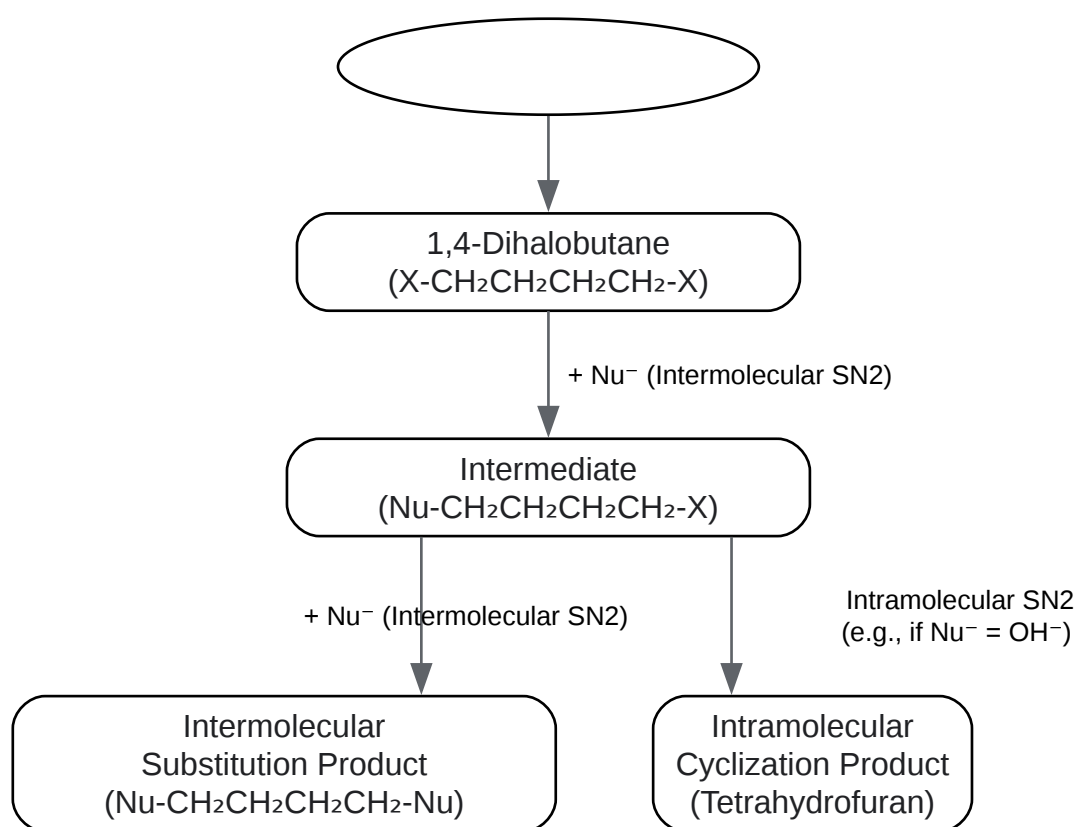 1,4-Dihalobutane
(X-CH₂CH₂CH₂CH₂-X)
+ Nu⁻ (Intermolecular SN2)
Intermediate
(Nu-CH₂CH₂CH₂CH₂-X)
+ Nu⁻ (Intermolecular SN2)
Intramolecular SN2
(e.g., if Nu⁻ = OH⁻)
Intermolecular
Substitution Product
(Nu-CH₂CH₂CH₂CH₂-Nu)
Intramolecular
Cyclization Product
(Tetrahydrofuran)